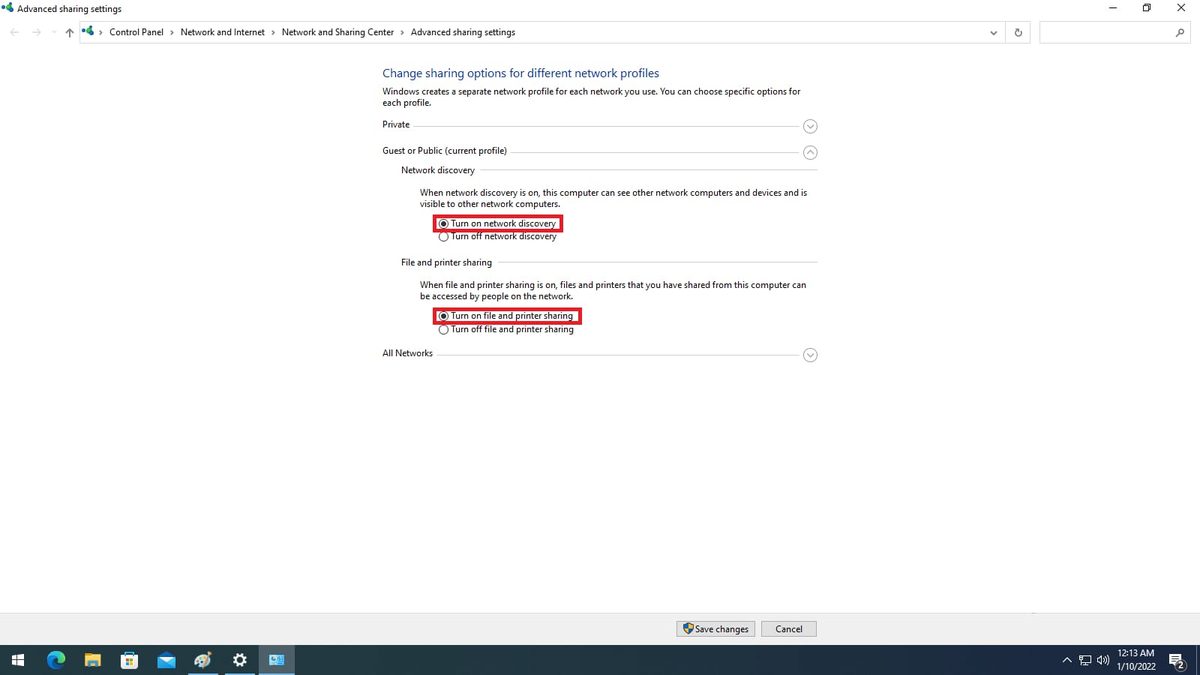 Advanced sharing settings
Control Panel > Network and Internet > Network and Sharing Center > Advanced sharing settings
Change sharing options for different network profiles
Windows creates a separate network profile for each network you use. You can choose specific options for
each profile.
Private
Guest or Public (current profile)
Network discovery
When network discovery is on, this computer can see other network computers and devices and is
visible to other network computers.
Turn on network discovery
Turn off network discovery
File and printer sharing
When file and printer sharing is on, files and printers that you have shared from this computer can
be accessed by people on the network.
Turn on file and printer sharing
Turn off file and printer sharing
All Networks
Save changes
Cancel
12:13 AM
1/10/2022
2